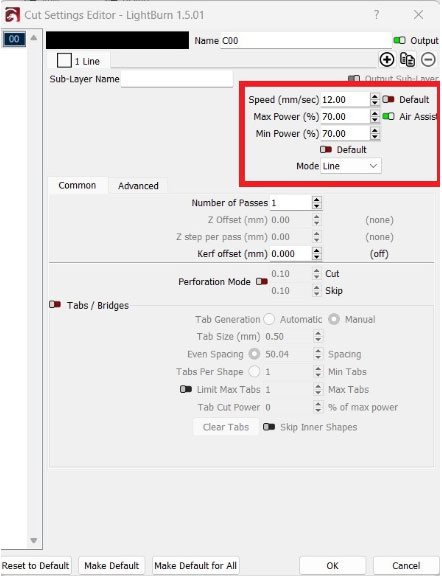 Cut Settings Editor - LightBurn 1.5.01 ? X
00
Name C00 Output
1 Line
Sub-Layer Name Output Sub-Layer
Speed (mm/sec) 12.00 Default
Max Power (%) 70.00 Air Assist
Min Power (%) 70.00
Default
Mode Line
Common Advanced
Number of Passes 1
Z Offset (mm) 0.00 (none)
Z step per pass (mm) 0.00 (none)
Kerf offset (mm) 0.000 (off)
Perforation Mode 0.10 Cut
0.10 Skip
Tabs / Bridges
Tab Generation Automatic Manual
Tab Size (mm) 0.50
Even Spacing 50.04 Spacing
Tabs Per Shape 1 Min Tabs
Limit Max Tabs 1 Max Tabs
Tab Cut Power 0 % of max power
Clear Tabs Skip Inner Shapes
Reset to Default Make Default Make Default for All OK Cancel